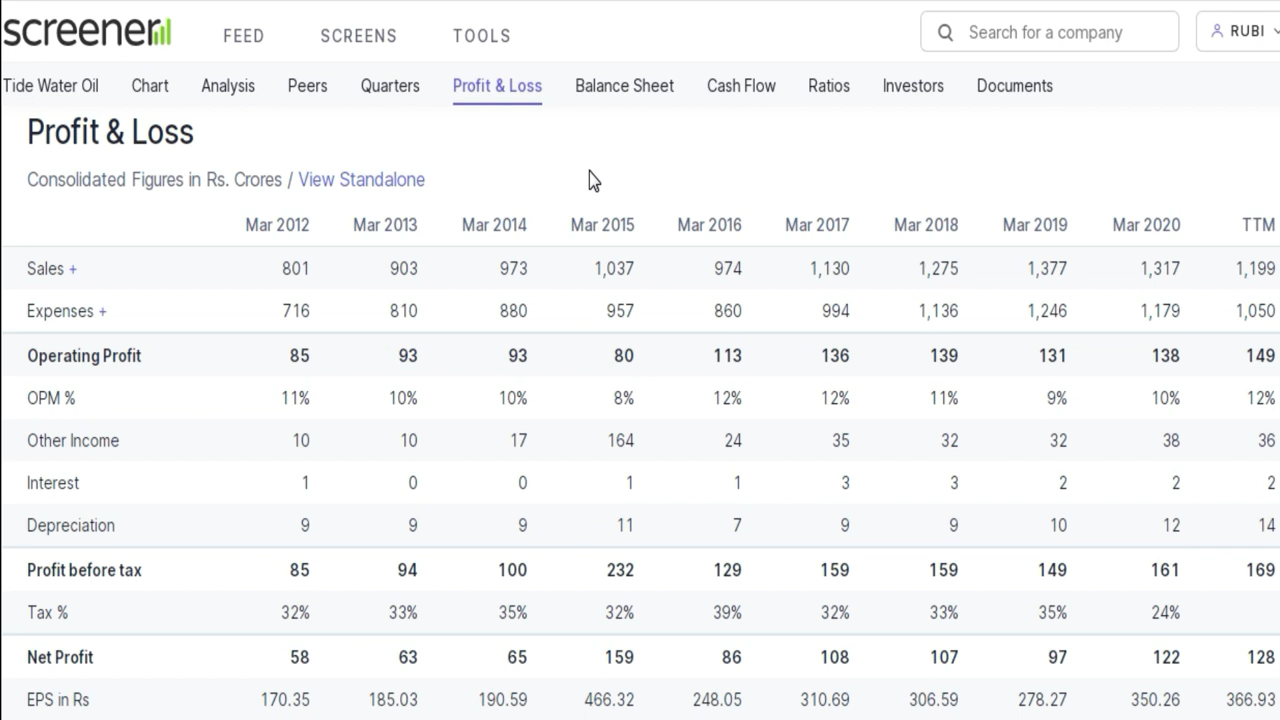 screener FEED SCREENS TOOLS Search for a company RUBI
Tide Water Oil Chart Analysis Peers Quarters Profit & Loss Balance Sheet Cash Flow Ratios Investors Documents
Profit & Loss
Consolidated Figures in Rs. Crores / View Standalone
Mar 2012 Mar 2013 Mar 2014 Mar 2015 Mar 2016 Mar 2017 Mar 2018 Mar 2019 Mar 2020 TTM
Sales + 801 903 973 1,037 974 1,130 1,275 1,377 1,317 1,199
Expenses + 716 810 880 957 860 994 1,136 1,246 1,179 1,050
Operating Profit 85 93 93 80 113 136 139 131 138 149
OPM % 11% 10% 10% 8% 12% 12% 11% 9% 10% 12%
Other Income 10 10 17 164 24 35 32 32 38 36
Interest 1 0 0 1 1 3 3 2 2 2
Depreciation 9 9 9 11 7 9 9 10 12 14
Profit before tax 85 94 100 232 129 159 159 149 161 169
Tax % 32% 33% 35% 32% 39% 32% 33% 35% 24%
Net Profit 58 63 65 159 86 108 107 97 122 128
EPS in Rs 170.35 185.03 190.59 466.32 248.05 310.69 306.59 278.27 350.26 366.93